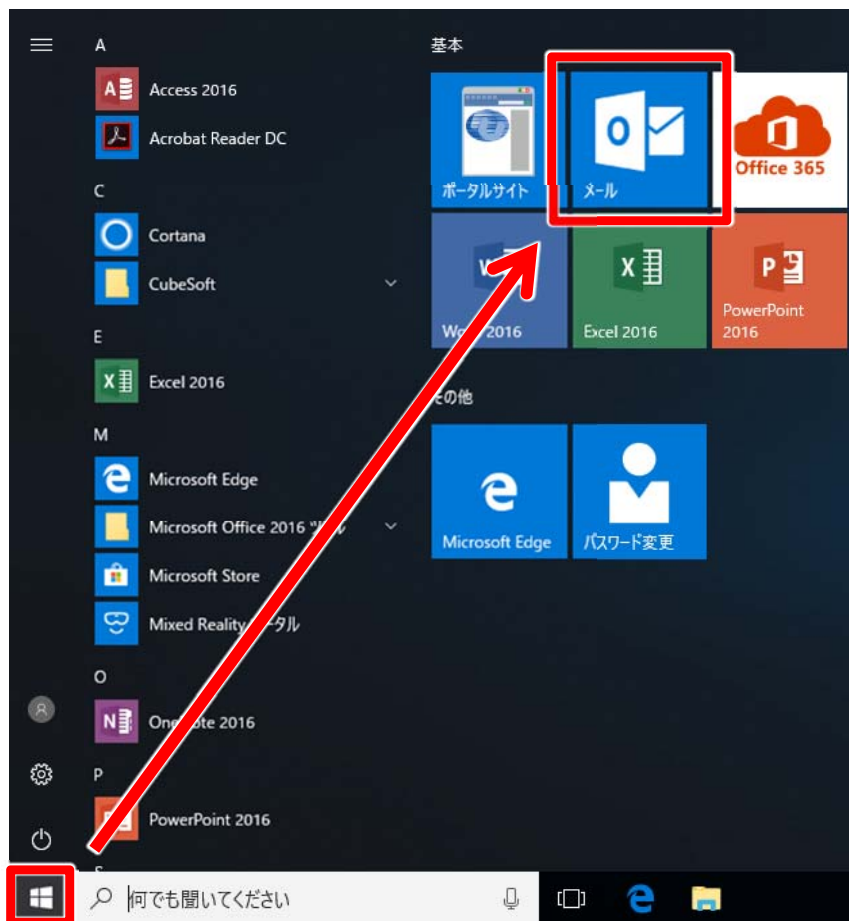 A
Access 2016
Acrobat Reader DC
C
Cortana
CubeSoft
E
Excel 2016
M
Microsoft Edge
Microsoft Office 2016
Microsoft Store
Mixed Reality
O
OneNote 2016
P
PowerPoint 2016
基本
ポータルサイト
メール
Office 365
Word 2016
Excel 2016
PowerPoint
2016
その他
Microsoft Edge
パスワード変更
何でも聞いてください